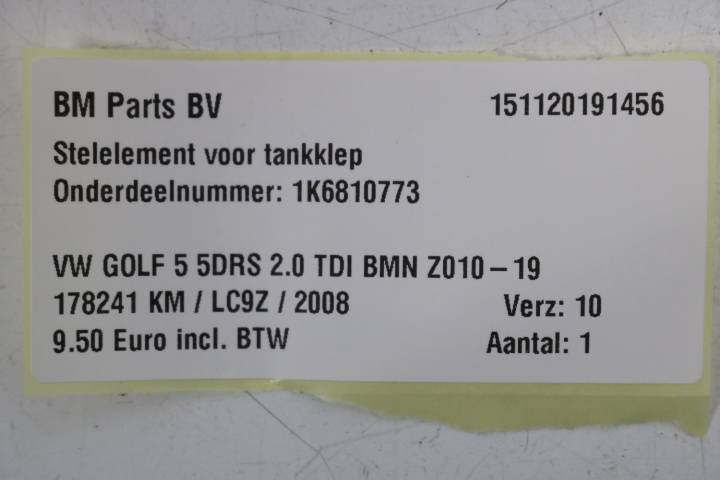 BM Parts BV 151120191456
Stelelement voor tankklep
Onderdeelnummer: 1K6810773
VW GOLF 5 5DRS 2.0 TDI BMN Z010 – 19
178241 KM / LC9Z / 2008 Verz: 10
9.50 Euro incl. BTW Aantal: 1